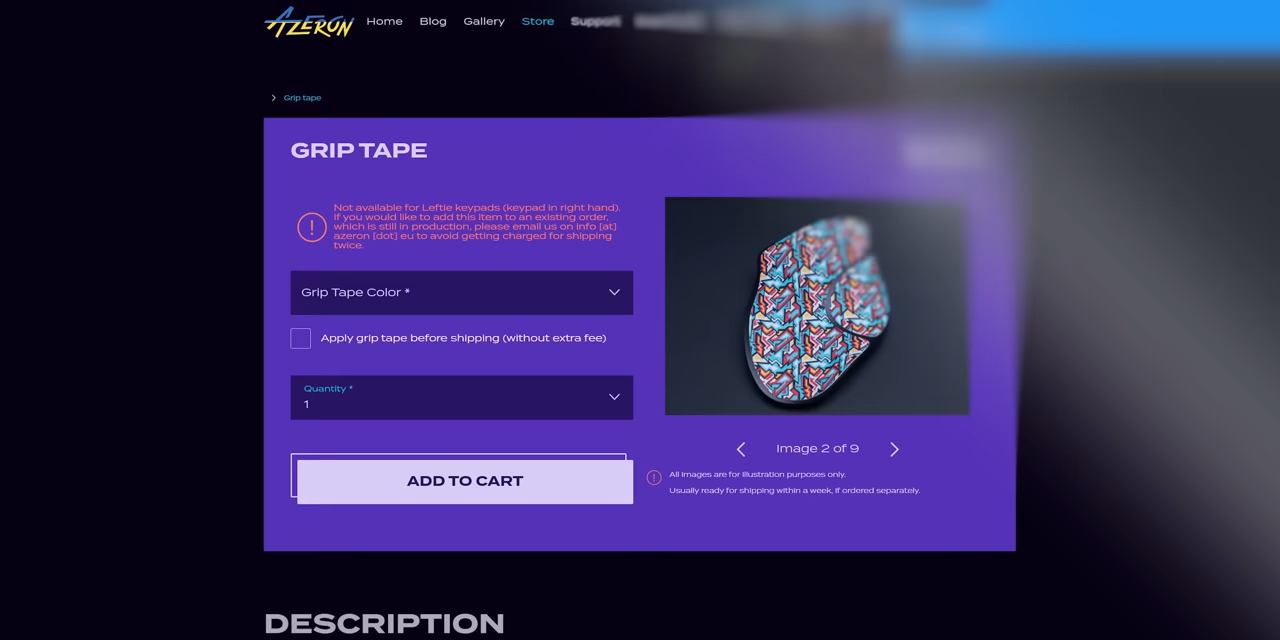 AZERON
Home Blog Gallery Store Support
Grip tape
GRIP TAPE
Not available for Leftie keypads (keypad in right hand).
If you would like to add this item to an existing order,
which is still in production, please email us on info [at]
azeron [dot] eu to avoid getting charged for shipping
twice.
Grip Tape Color *
Apply grip tape before shipping (without extra fee)
Quantity *
1
ADD TO CART
Image 2 of 9
All images are for illustration purposes only.
Usually ready for shipping within a week, if ordered separately.
DESCRIPTION